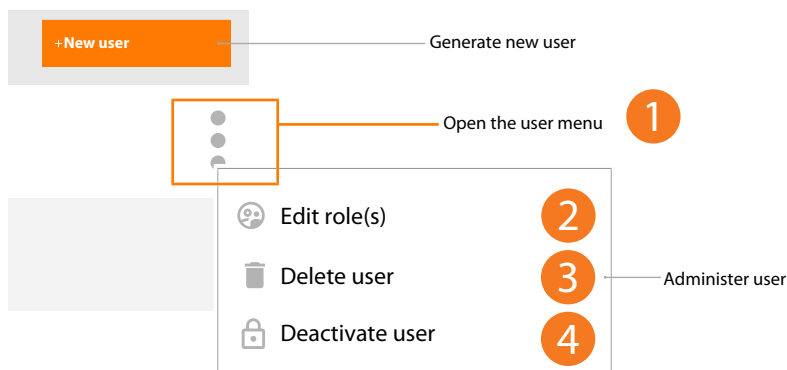 +New user
Generate new user
Open the user menu
1
Edit role(s)
2
Delete user
3
Administer user
Deactivate user
4